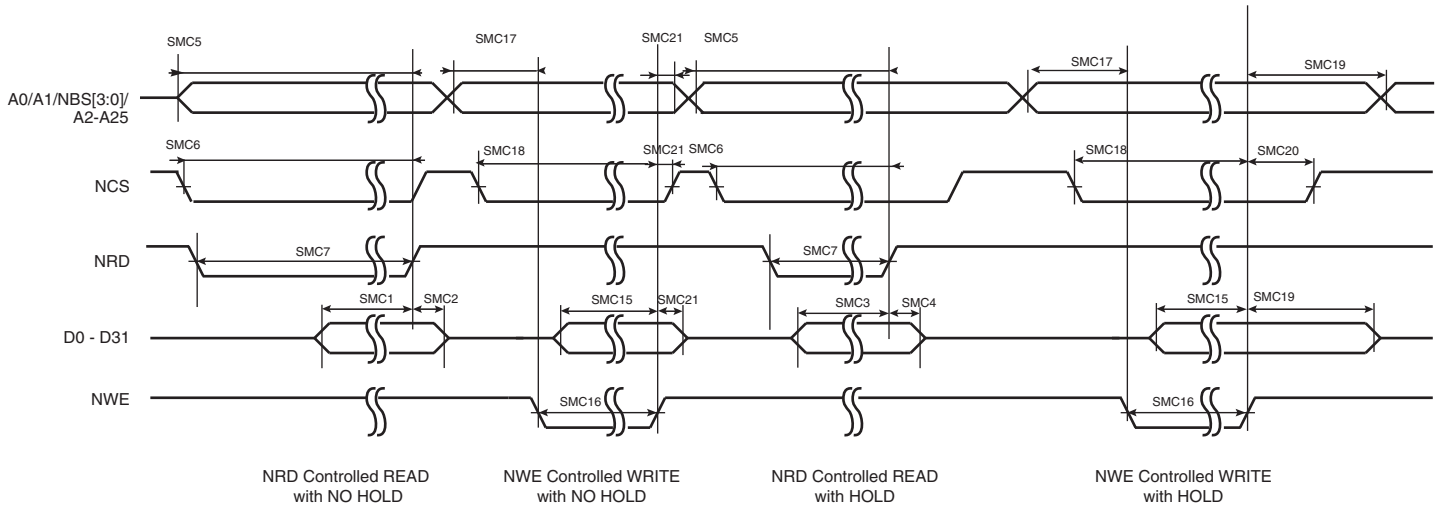 SMC5
SMC17
SMC21
SMC5
SMC17
SMC19
A0/A1/NBS[3:0]/
A2-A25
SMC6
SMC18
SMC21
SMC6
SMC18
SMC20
NCS
NRD
SMC7
SMC7
SMC1
SMC2
SMC15
SMC21
SMC3
SMC4
SMC15
SMC19
D0 - D31
NWE
SMC16
SMC16
NRD Controlled READ
with NO HOLD
NWE Controlled WRITE
with NO HOLD
NRD Controlled READ
with HOLD
NWE Controlled WRITE
with HOLD